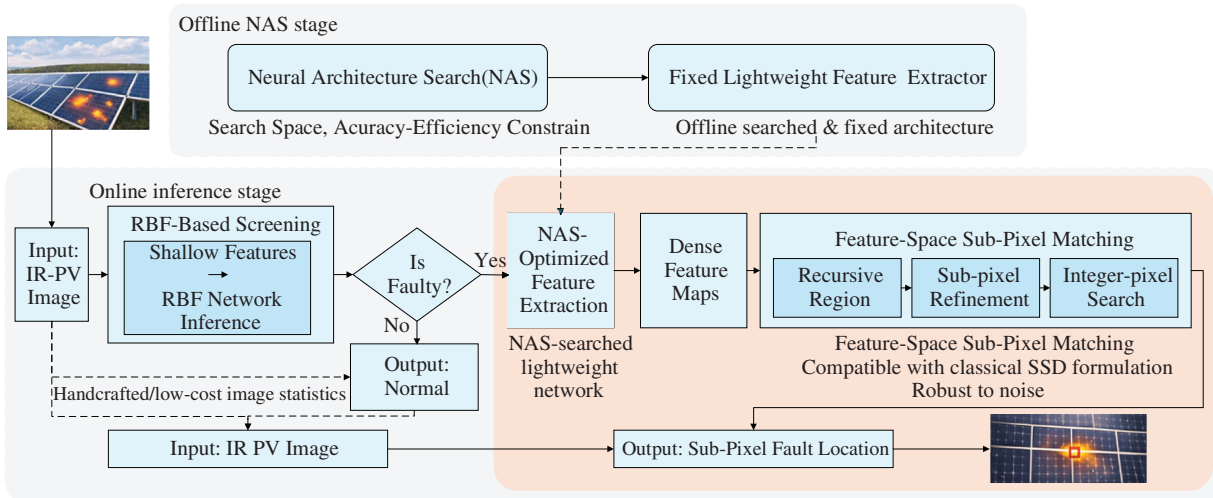 Offline NAS stage
Neural Architecture Search(NAS)
Fixed Lightweight Feature Extractor
Search Space, Acuracy-Efficiency Constrain
Offline searched & fixed architecture
Online inference stage
RBF-Based Screening
Shallow Features
RBF Network
Inference
Input:
IR-PV
Image
Is
Faulty?
Yes
No
Output:
Normal
Handcrafted/low-cost image statistics
NAS-
Optimized
Feature
Extraction
NAS-searched
lightweight
network
Dense
Feature
Maps
Feature-Space Sub-Pixel Matching
Recursive
Region
Sub-pixel
Refinement
Integer-pixel
Search
Feature-Space Sub-Pixel Matching
Compatible with classical SSD formulation
Robust to noise
Input: IR PV Image
Output: Sub-Pixel Fault Location